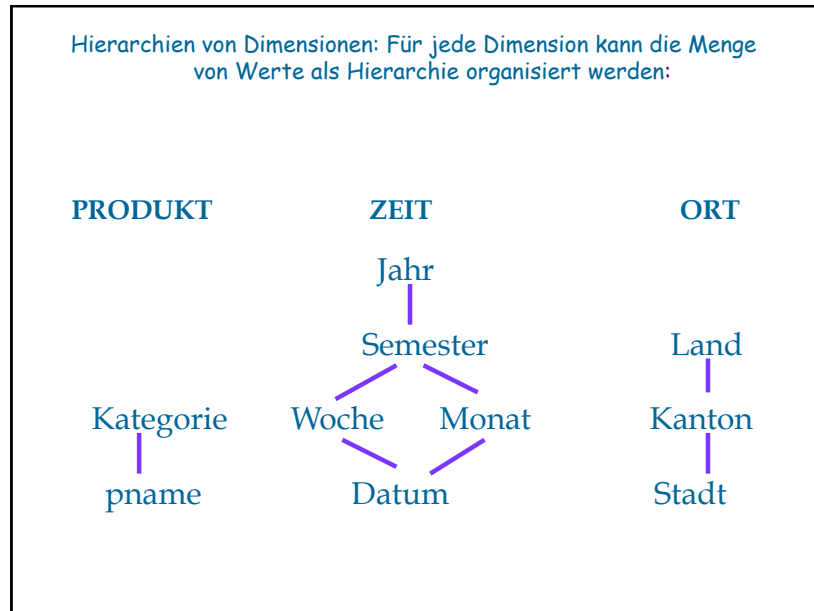 Hierarchien von Dimensionen: Für jede Dimension kann die Menge
von Werte als Hierarchie organisiert werden:
PRODUKT ZEIT ORT
Jahr
Semester Land
Kategorie Woche Monat Kanton
pname Datum Stadt